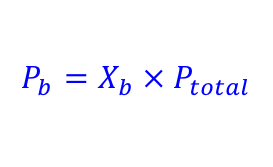 P_b = X_b × P_total